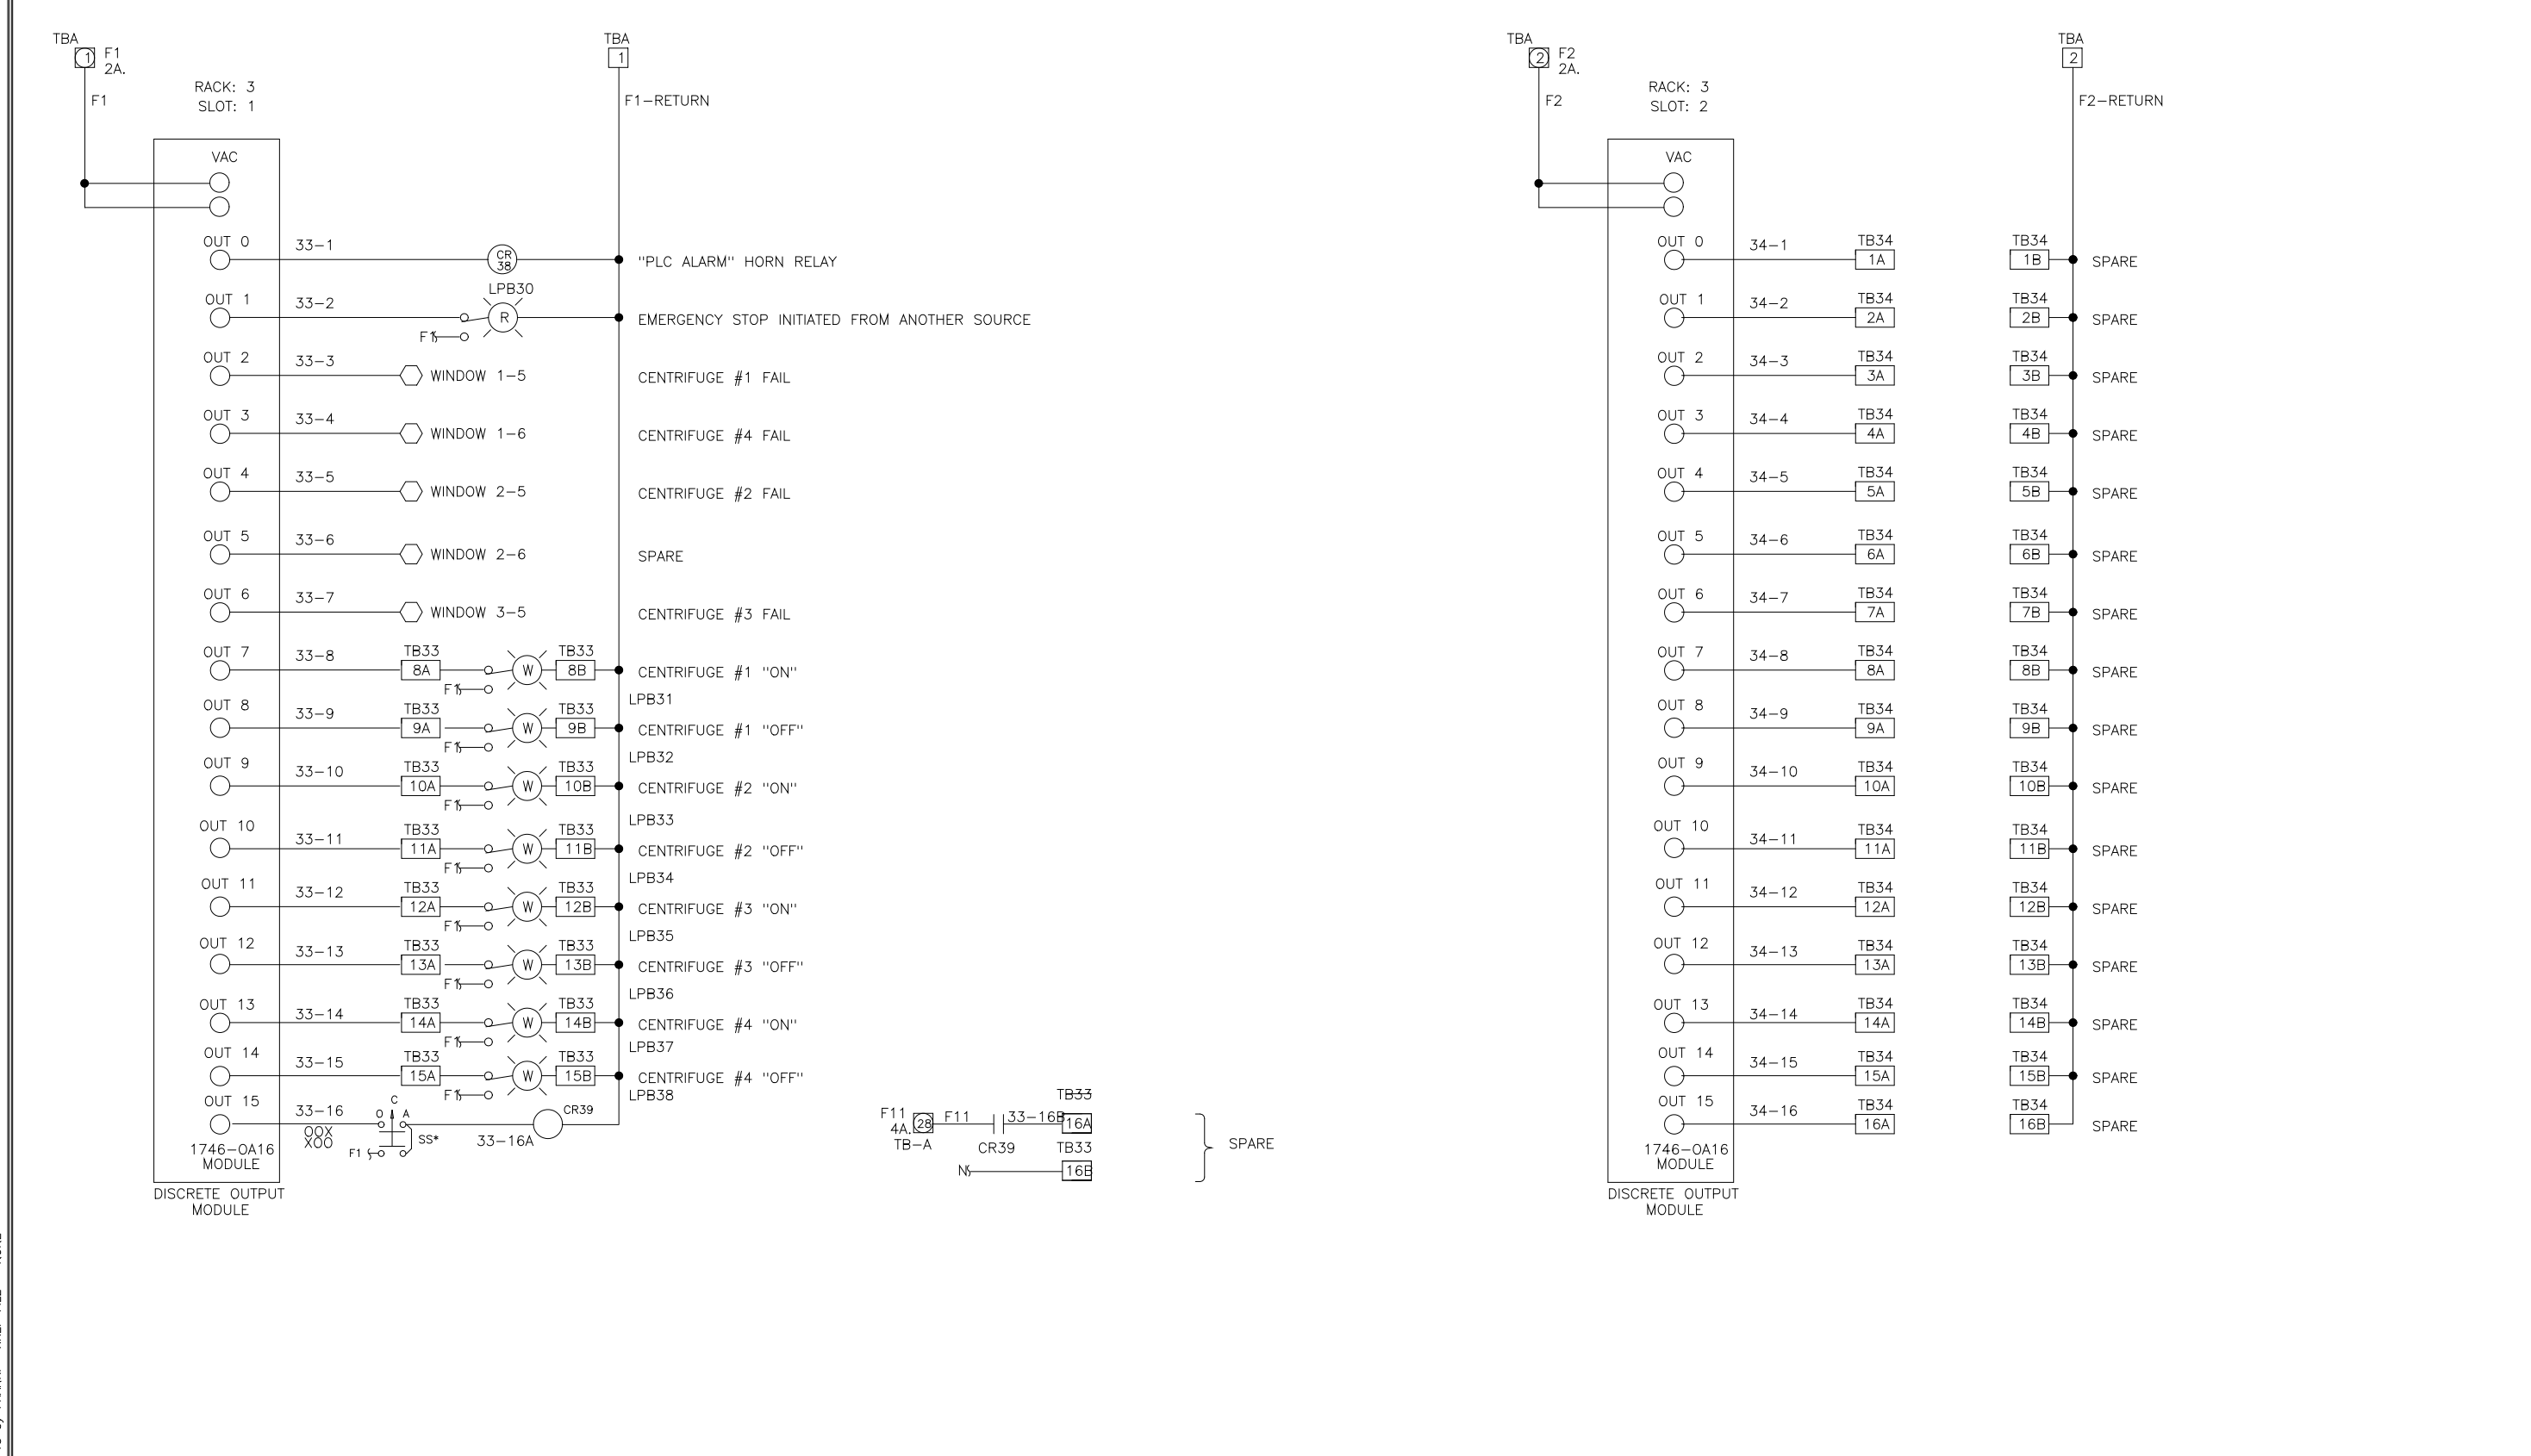 TBA
1 F1
2A.
F1
RACK: 3
SLOT: 1
TBA
1
F1-RETURN
VAC
OUT 0 33-1 CR 38 "PLC ALARM" HORN RELAY
LPB30
OUT 1 33-2 R EMERGENCY STOP INITIATED FROM ANOTHER SOURCE
F1
OUT 2 33-3 WINDOW 1-5 CENTRIFUGE #1 FAIL
OUT 3 33-4 WINDOW 1-6 CENTRIFUGE #4 FAIL
OUT 4 33-5 WINDOW 2-5 CENTRIFUGE #2 FAIL
OUT 5 33-6 WINDOW 2-6 SPARE
OUT 6 33-7 WINDOW 3-5 CENTRIFUGE #3 FAIL
OUT 7 33-8 TB33 8A F1 W TB33 8B CENTRIFUGE #1 "ON"
LPB31
OUT 8 33-9 TB33 9A F1 W TB33 9B CENTRIFUGE #1 "OFF"
LPB32
OUT 9 33-10 TB33 10A F1 W TB33 10B CENTRIFUGE #2 "ON"
LPB33
OUT 10 33-11 TB33 11A F1 W TB33 11B CENTRIFUGE #2 "OFF"
LPB34
OUT 11 33-12 TB33 12A F1 W TB33 12B CENTRIFUGE #3 "ON"
LPB35
OUT 12 33-13 TB33 13A F1 W TB33 13B CENTRIFUGE #3 "OFF"
LPB36
OUT 13 33-14 TB33 14A F1 W TB33 14B CENTRIFUGE #4 "ON"
LPB37
OUT 14 33-15 TB33 15A F1 W TB33 15B CENTRIFUGE #4 "OFF"
LPB38
OUT 15 33-16 O C A CR39
OOX
XOO
F1
SS*
33-16A
1746-OA16
MODULE
DISCRETE OUTPUT
MODULE
TB33
F11
4A.
28 F11 33-16B 16A
TB-A
CR39
TB33
N 16B
SPARE
TBA
2 F2
2A.
F2
RACK: 3
SLOT: 2
TBA
2
F2-RETURN
VAC
OUT 0 34-1 TB34 1A TB34 1B SPARE
OUT 1 34-2 TB34 2A TB34 2B SPARE
OUT 2 34-3 TB34 3A TB34 3B SPARE
OUT 3 34-4 TB34 4A TB34 4B SPARE
OUT 4 34-5 TB34 5A TB34 5B SPARE
OUT 5 34-6 TB34 6A TB34 6B SPARE
OUT 6 34-7 TB34 7A TB34 7B SPARE
OUT 7 34-8 TB34 8A TB34 8B SPARE
OUT 8 34-9 TB34 9A TB34 9B SPARE
OUT 9 34-10 TB34 10A TB34 10B SPARE
OUT 10 34-11 TB34 11A TB34 11B SPARE
OUT 11 34-12 TB34 12A TB34 12B SPARE
OUT 12 34-13 TB34 13A TB34 13B SPARE
OUT 13 34-14 TB34 14A TB34 14B SPARE
OUT 14 34-15 TB34 15A TB34 15B SPARE
OUT 15 34-16 TB34 16A TB34 16B SPARE
1746-OA16
MODULE
DISCRETE OUTPUT
MODULE